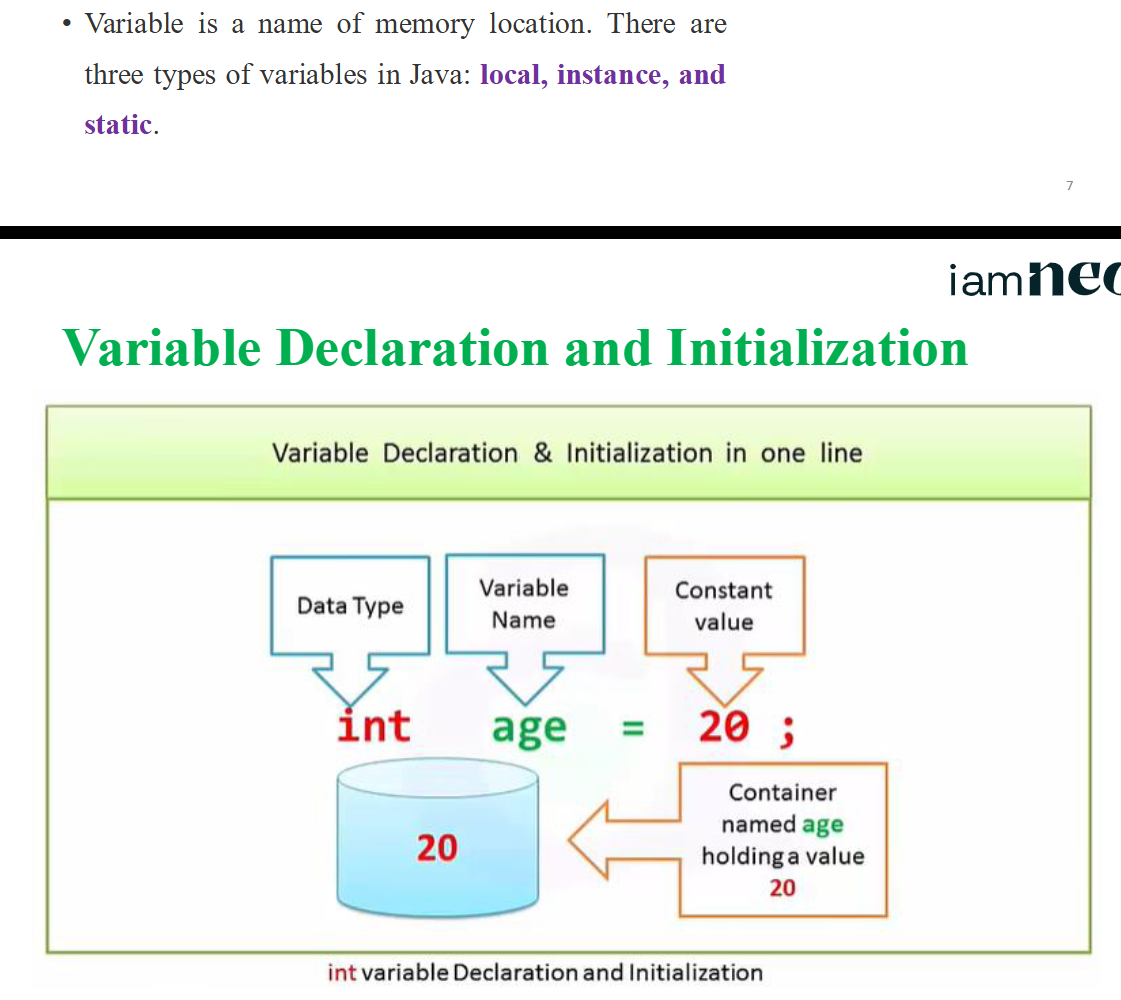 • Variable is a name of memory location. There are
three types of variables in Java: local, instance, and
static.
7
iamneo
Variable Declaration and Initialization
Variable Declaration & Initialization in one line
Data Type
Variable
Name
Constant
value
int age = 20 ;
20
Container
named age
holding a value
20
int variable Declaration and Initialization